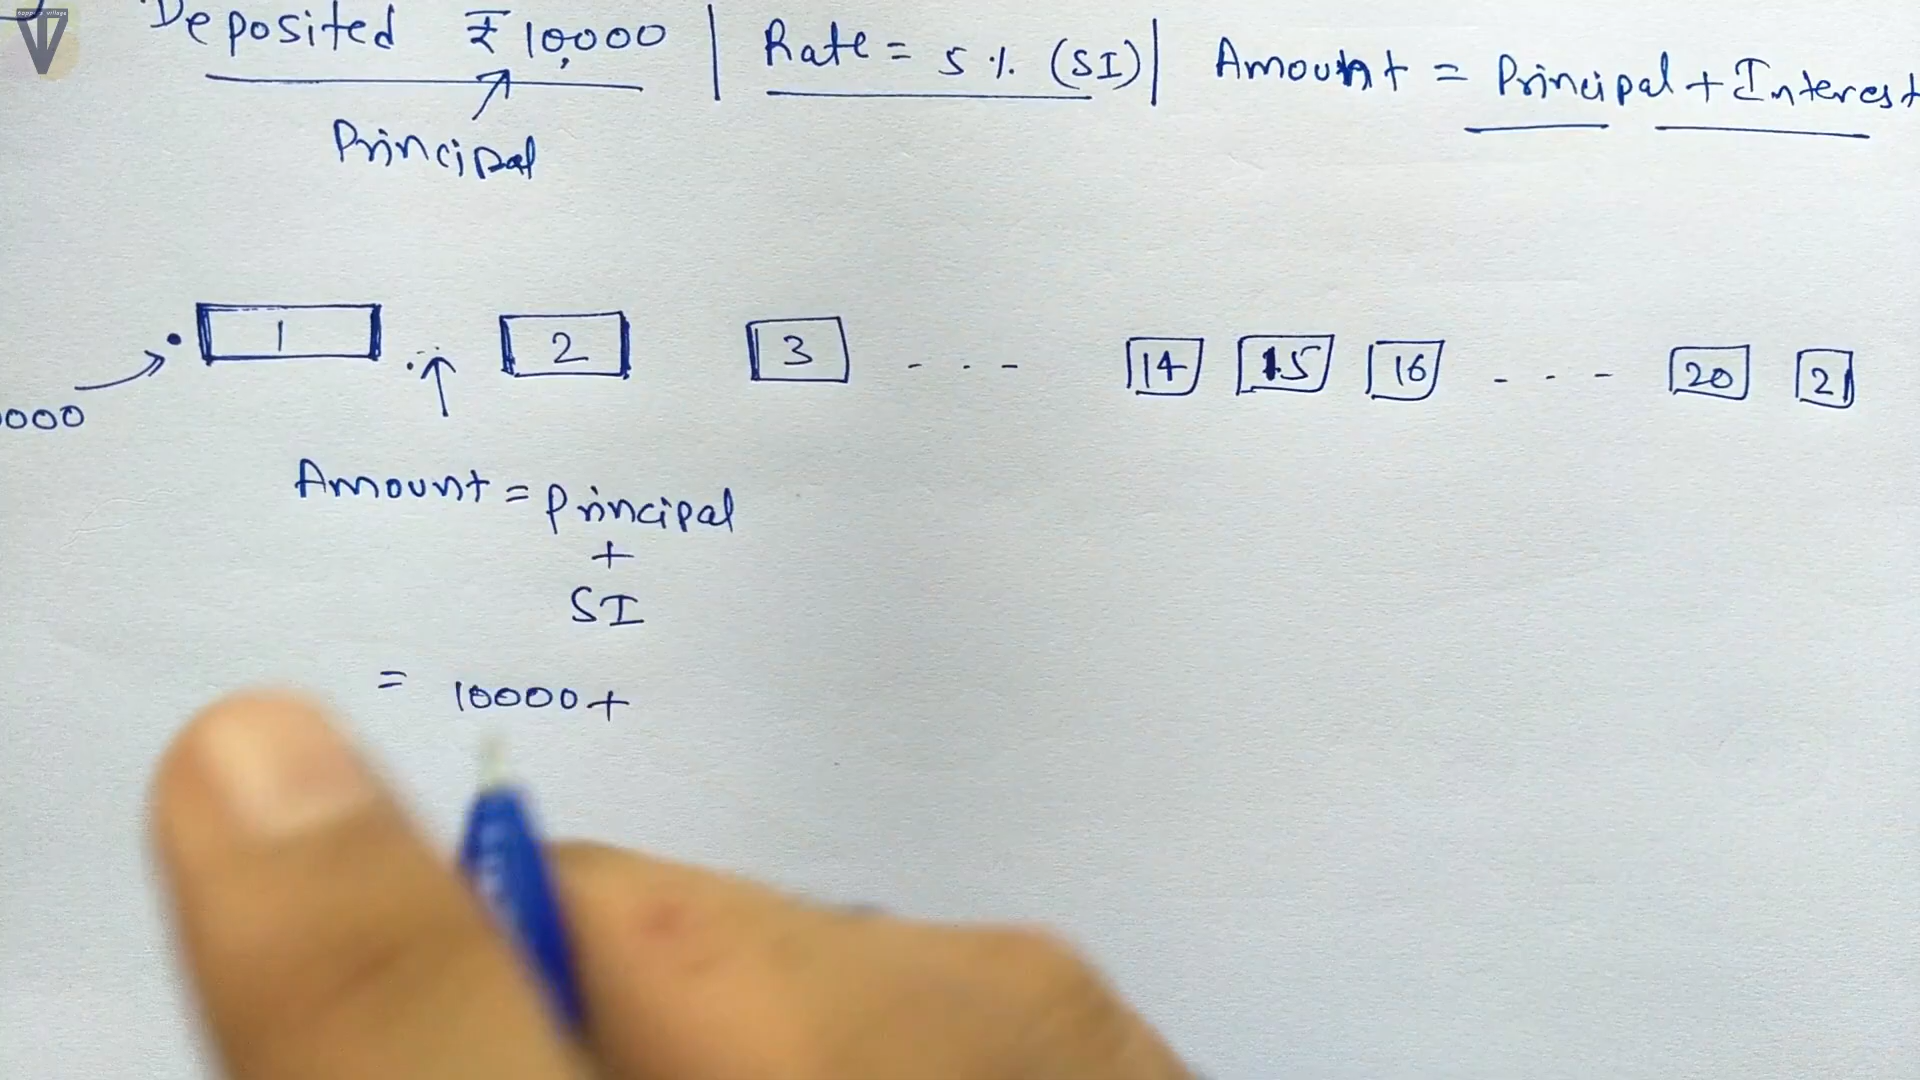 Deposited ₹10,000 | Rate = 5 % (SI) | Amount = Principal + Interest
Principal
1 2 3 - - - 14 15 16 - - - 20 21
000
Amount = Principal
+
SI
= 10000 +